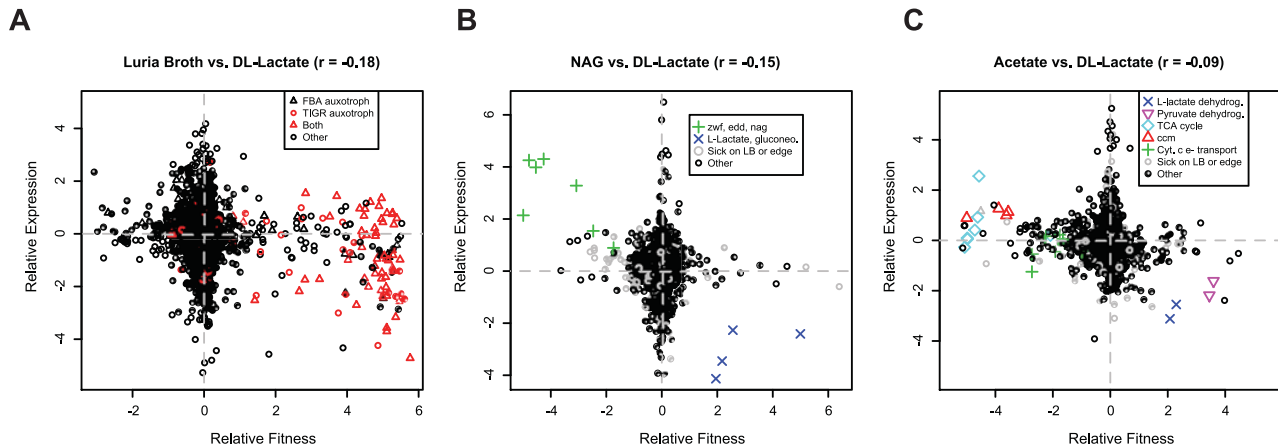 A
Luria Broth vs. DL-Lactate (r = -0.18)
FBA auxotroph
TIGR auxotroph
Both
Other
Relative Expression
4
2
0
-2
-4
-2
0
2
4
6
Relative Fitness
B
NAG vs. DL-Lactate (r = -0.15)
zwf, edd, nag
L-Lactate, gluconeo.
Sick on LB or edge
Other
Relative Expression
6
4
2
0
-2
-4
-4
-2
0
2
4
6
Relative Fitness
C
Acetate vs. DL-Lactate (r = -0.09)
L-lactate dehydrog.
Pyruvate dehydrog.
TCA cycle
ccm
Cyt. c e- transport
Sick on LB or edge
Other
Relative Expression
4
2
0
-2
-4
-4
-2
0
2
4
Relative Fitness